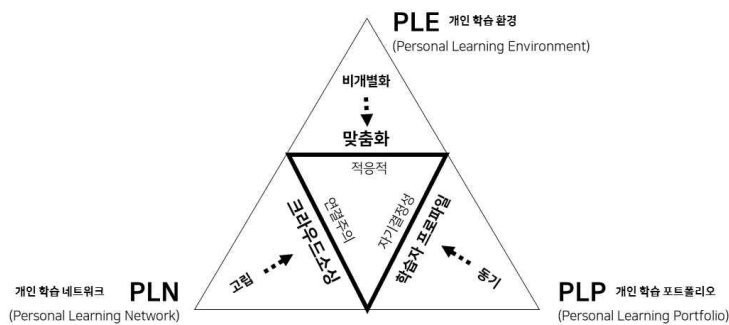 PLE 개인 학습 환경
(Personal Learning Environment)
비개별화
맞춤화
적응적
연결주의
크라우드소싱
고립
자기결정성
학습자 프로파일
동기
개인 학습 네트워크 PLN
(Personal Learning Network)
PLP 개인 학습 포트폴리오
(Personal Learning Portfolio)